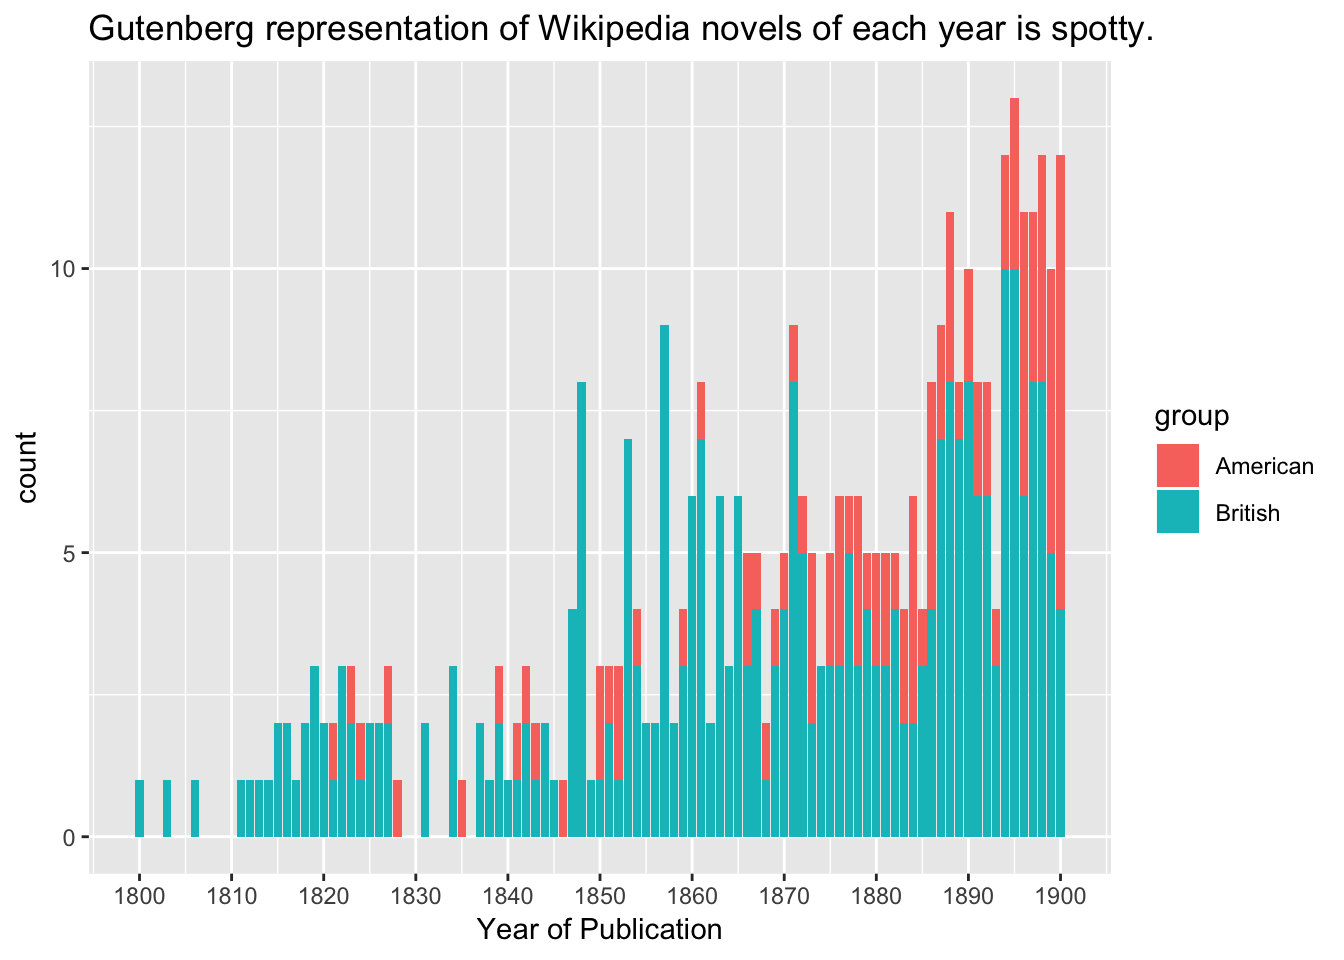 Gutenberg representation of Wikipedia novels of each year is spotty.
count
10
5
0
1800 1810 1820 1830 1840 1850 1860 1870 1880 1890 1900
Year of Publication
group
American
British